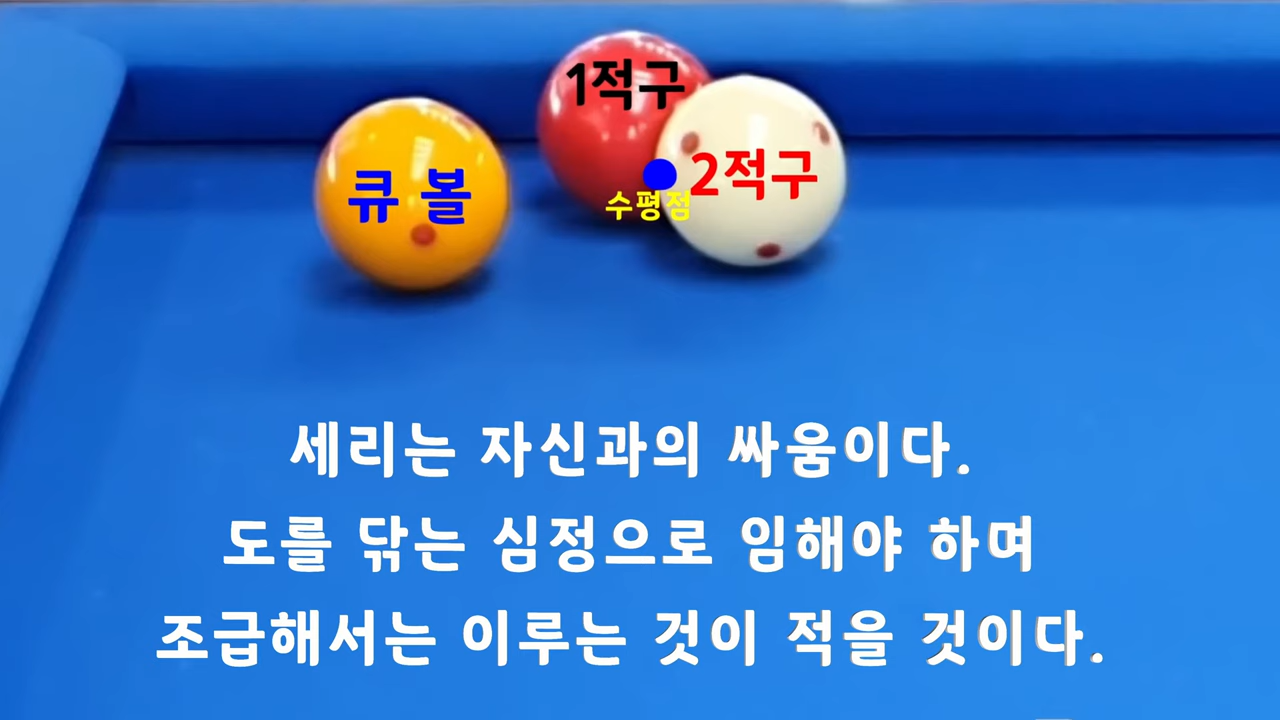 1적구
큐 볼
2적구
수평점
세리는 자신과의 싸움이다.
도를 닦는 심정으로 임해야 하며
조급해서는 이루는 것이 적을 것이다.